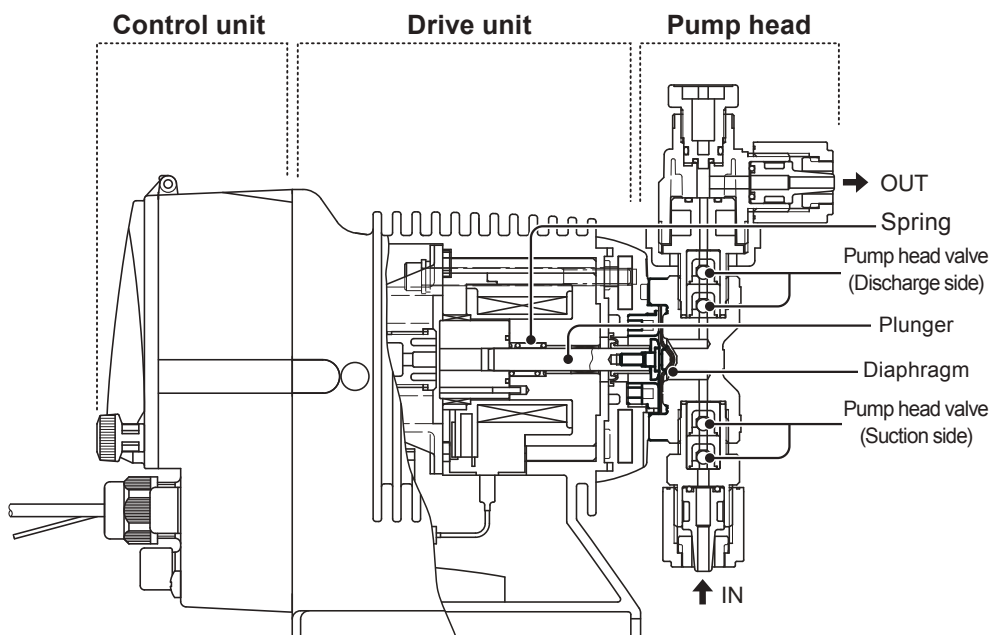 Control unit
Drive unit
Pump head
OUT
Spring
Pump head valve
(Discharge side)
Plunger
Diaphragm
Pump head valve
(Suction side)
IN